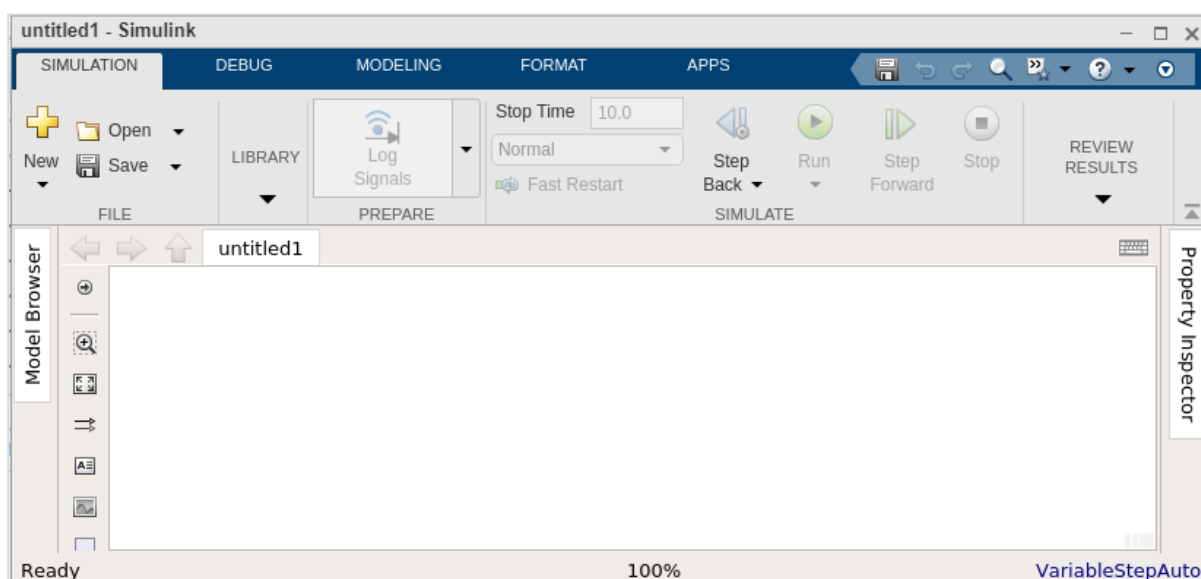 untitled1 - Simulink
SIMULATION DEBUG MODELING FORMAT APPS
New
Open
Save
FILE
LIBRARY
Log
Signals
PREPARE
Stop Time 10.0
Normal
Fast Restart
Step
Back
Run
Step
Forward
Stop
SIMULATE
REVIEW
RESULTS
Model Browser
untitled1
Property Inspector
Ready 100% VariableStepAuto